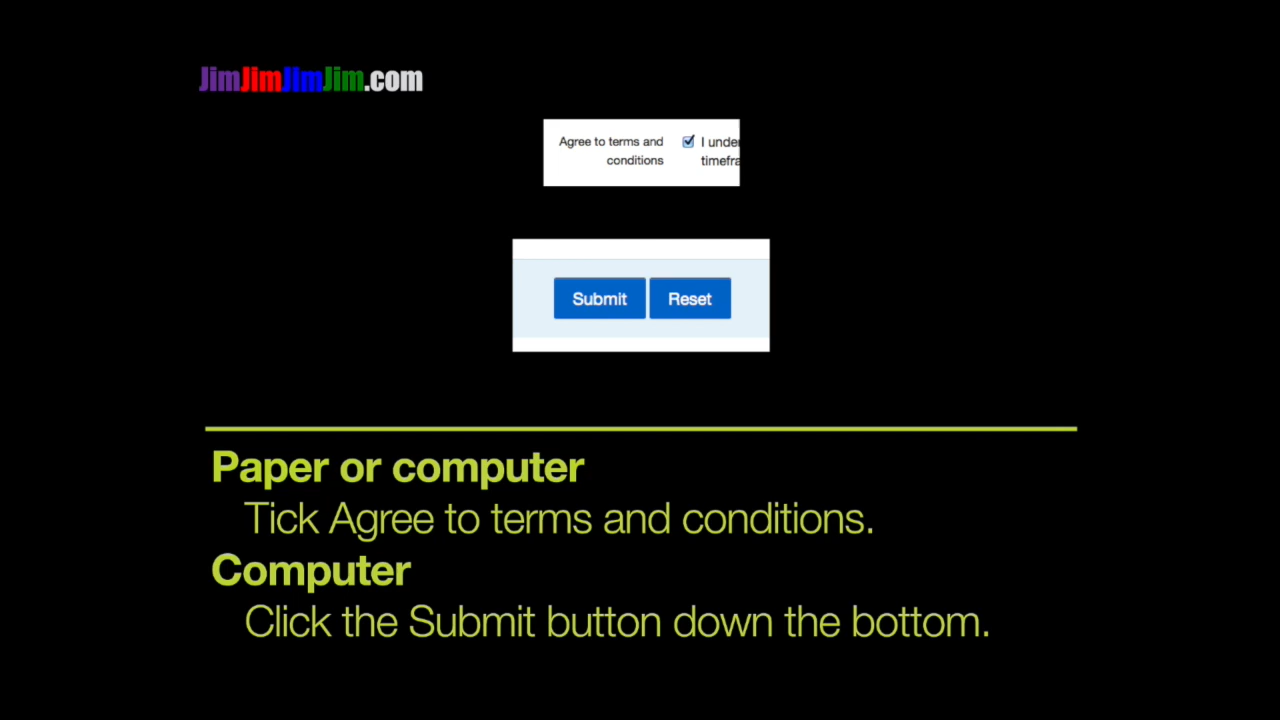 JimJimJimJim.com
Agree to terms and
conditions
I
Submit Reset
Paper or computer
Tick Agree to terms and conditions.
Computer
Click the Submit button down the bottom.